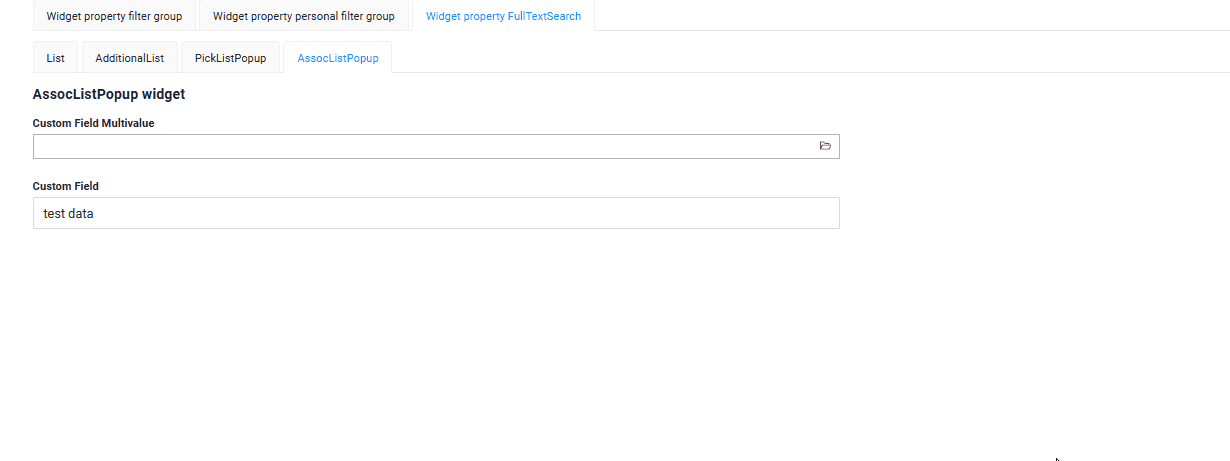 Widget property filter group Widget property personal filter group Widget property FullTextSearch
List AdditionalList PickListPopup AssocListPopup
AssocListPopup widget
Custom Field Multivalue
Custom Field
test data